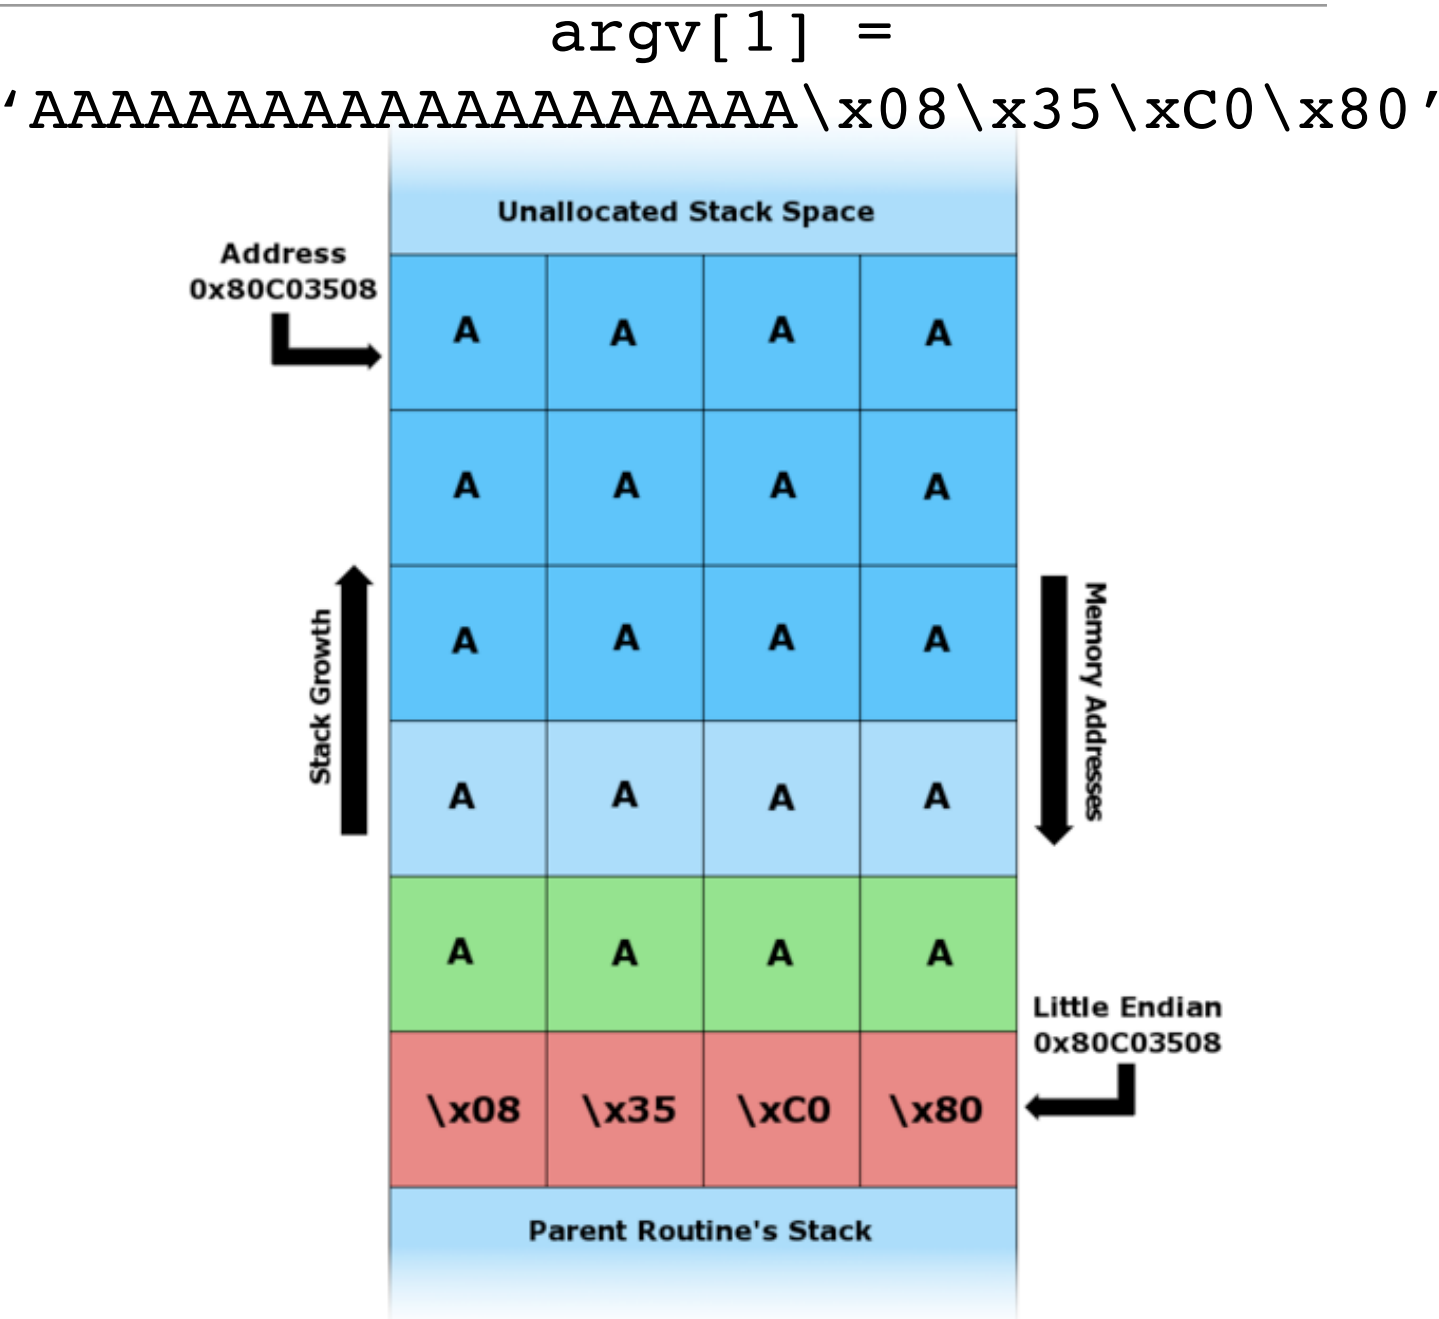 argv[1] =
‘AAAAAAAAAAAAAAAAAAAA\x08\x35\xC0\x80’
Unallocated Stack Space
Address
0x80C03508
A A A A
A A A A
Stack Growth
A A A A
Memory Addresses
A A A A
A A A A
Little Endian
0x80C03508
\x08 \x35 \xC0 \x80
Parent Routine's Stack